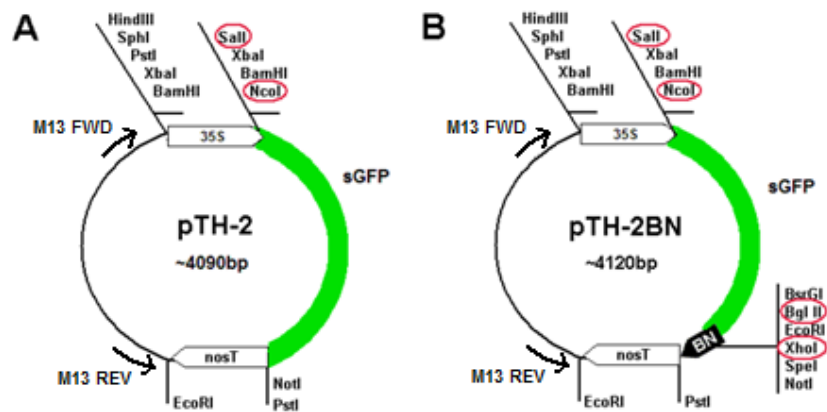 A
HindIII
SphI
PstI
XbaI
BamHI
SalI
XbaI
BamHI
NcoI
M13 FWD
35S
sGFP
pTH-2
~4090bp
M13 REV
nosT
NotI
PstI
EcoRI
B
HindIII
SphI
PstI
XbaI
BamHI
SalI
XbaI
BamHI
NcoI
M13 FWD
35S
sGFP
pTH-2BN
~4120bp
BsrGI
Bgl II
EcoRI
XhoI
SpeI
NotI
BN
M13 REV
nosT
EcoRI
PstI